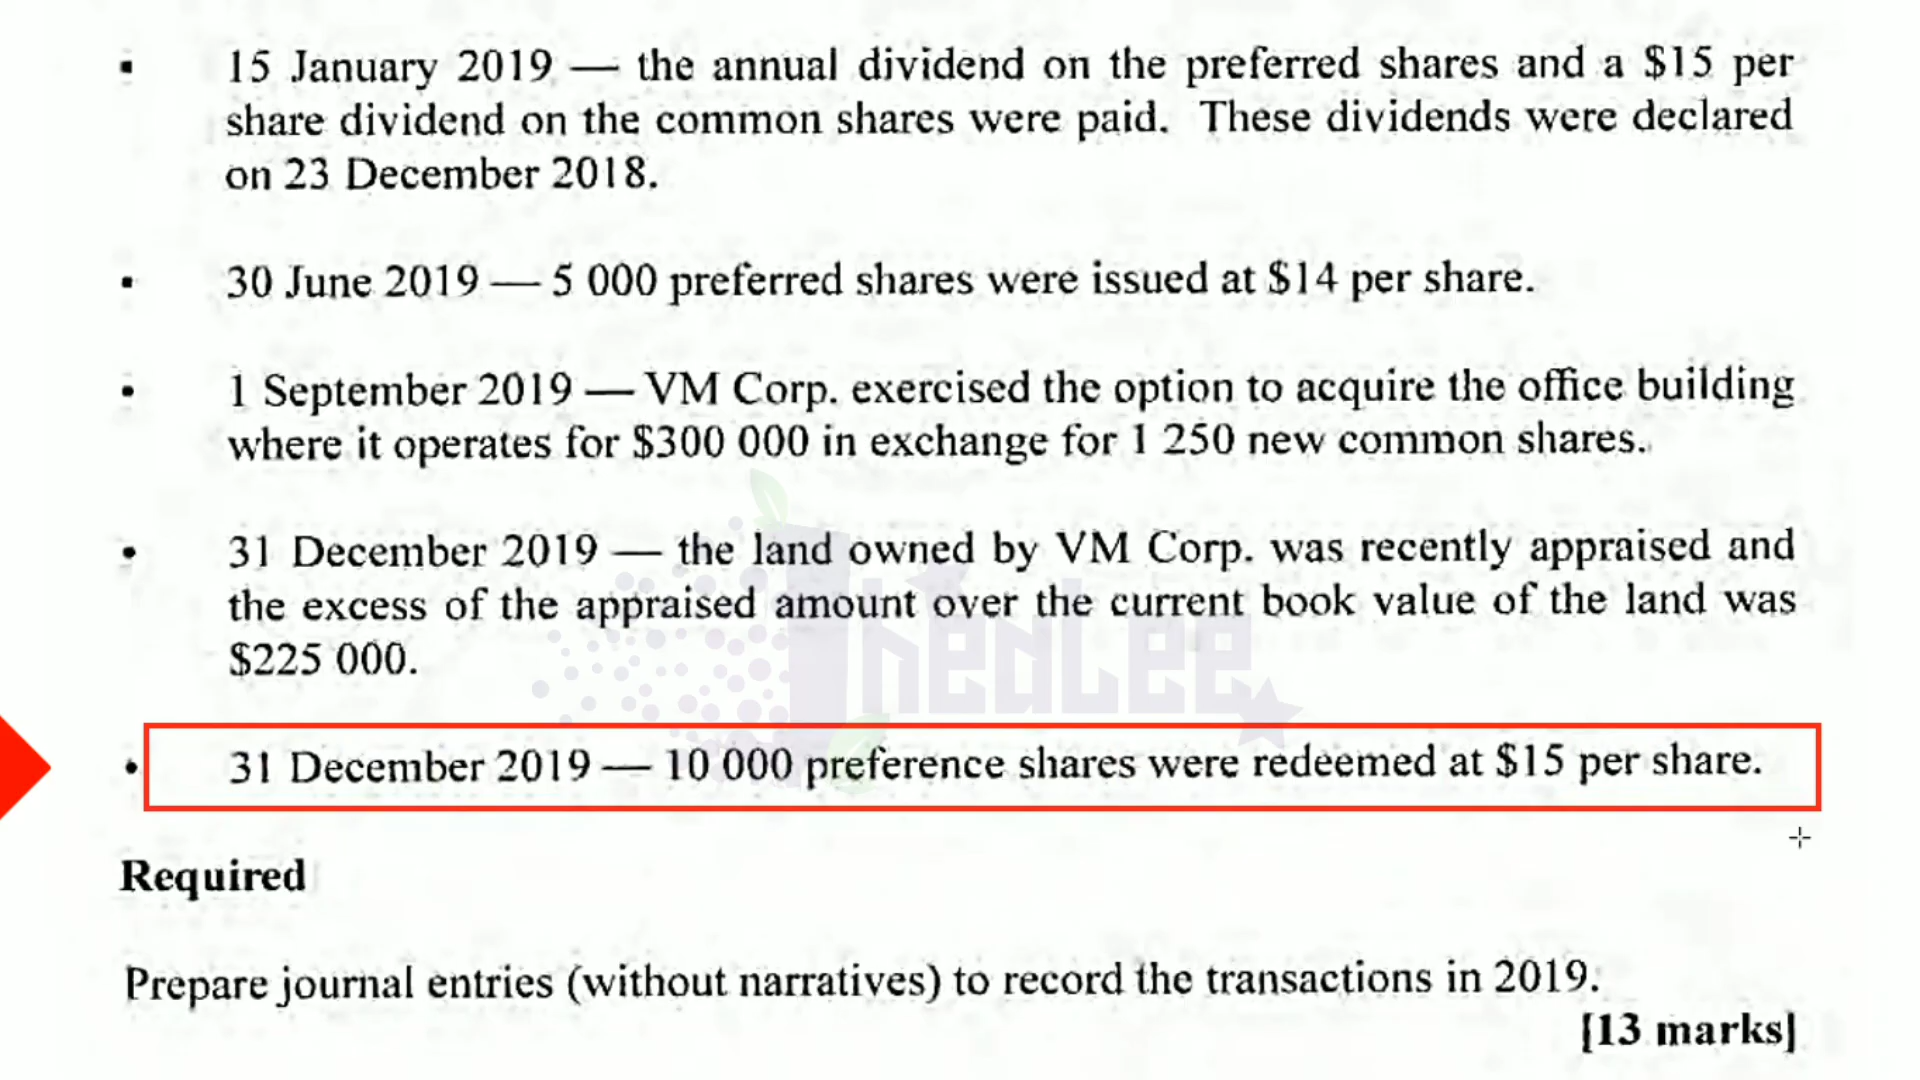 ▪ 15 January 2019 — the annual dividend on the preferred shares and a $15 per
share dividend on the common shares were paid. These dividends were declared
on 23 December 2018.
▪ 30 June 2019 — 5 000 preferred shares were issued at $14 per share.
▪ 1 September 2019 — VM Corp. exercised the option to acquire the office building
where it operates for $300 000 in exchange for 1 250 new common shares.
• 31 December 2019 — the land owned by VM Corp. was recently appraised and
the excess of the appraised amount over the current book value of the land was
$225 000.
ThedLee
• 31 December 2019 — 10 000 preference shares were redeemed at $15 per share.
Required
Prepare journal entries (without narratives) to record the transactions in 2019.
[13 marks]